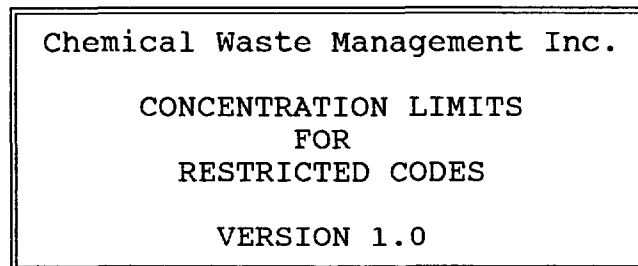 Chemical Waste Management Inc.
CONCENTRATION LIMITS
FOR
RESTRICTED CODES
VERSION 1.0